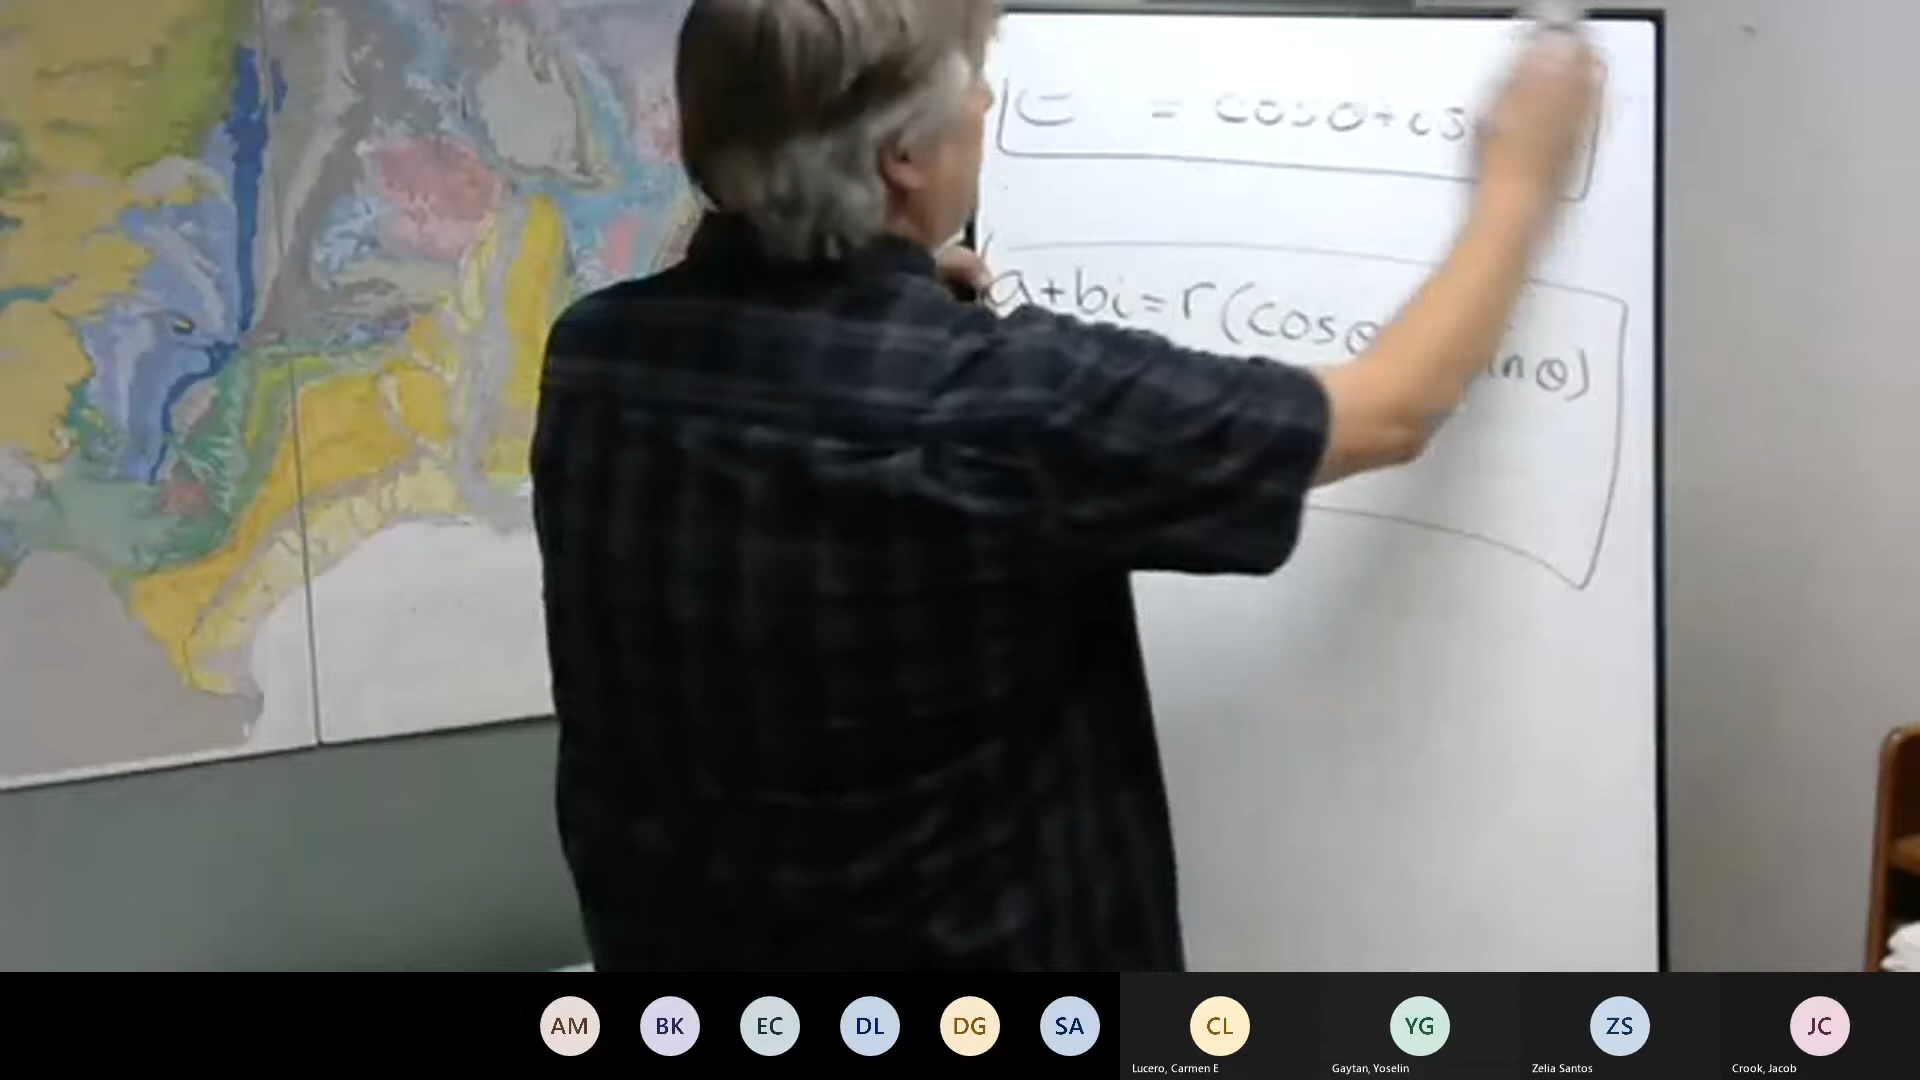 = cosθ + is
a+bi=r(cosθ
inθ)
AM BK EC DL DG SA CL YG ZS JC
Lucero, Carmen E Gaytan, Yoselin Zelia Santos Crook, Jacob